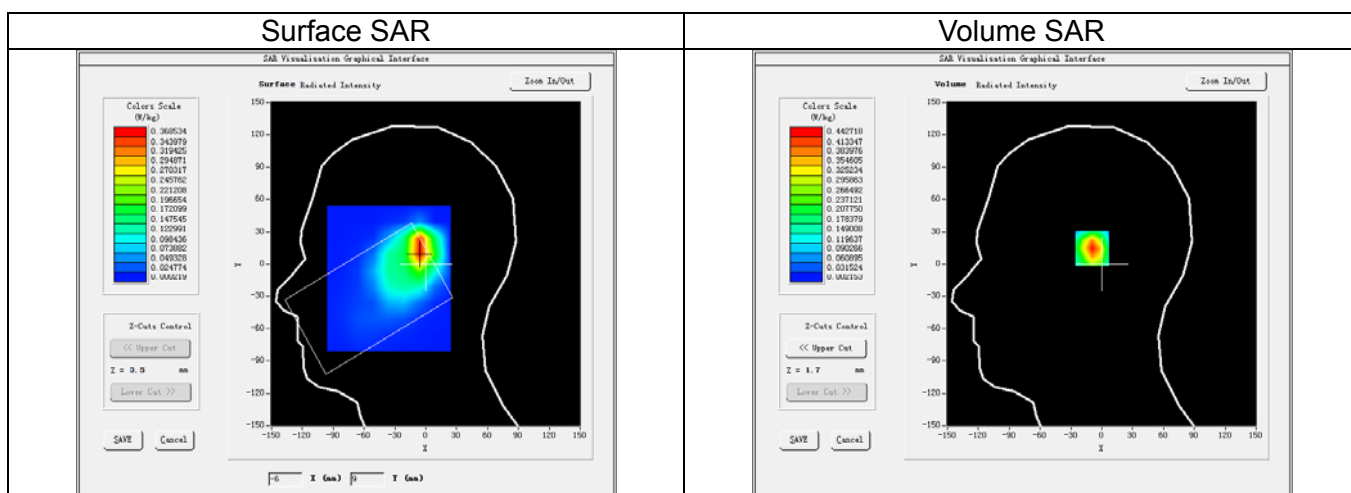 Surface SAR
SAR Visualisation Graphical Interface
Surface Radiated Intensity
Zoom In/Out
Colors Scale
(W/kg)
0.368534
0.343979
0.319425
0.294871
0.270317
0.245762
0.221208
0.196654
0.172099
0.147545
0.122991
0.098436
0.073882
0.049328
0.024774
0.000219
Z-Cuts Control
<< Upper Cut
Z = 3.5 mm
Lower Cut >>
SAVE
Cancel
150
120
90
60
30
0
-30
-60
-90
-120
-150
Y
-150 -120 -90 -60 -30 0 30 60 90 120 150
X
-6 X (mm) 9 Y (mm)
Volume SAR
SAR Visualisation Graphical Interface
Volume Radiated Intensity
Zoom In/Out
Colors Scale
(W/kg)
0.442718
0.413347
0.383976
0.354605
0.325234
0.295863
0.266492
0.237121
0.207750
0.178379
0.149008
0.119637
0.090266
0.060895
0.031524
0.002153
Z-Cuts Control
<< Upper Cut
Z = 1.7 mm
Lower Cut >>
SAVE
Cancel
150
120
90
60
30
0
-30
-60
-90
-120
-150
Y
-150 -120 -90 -60 -30 0 30 60 90 120 150
X